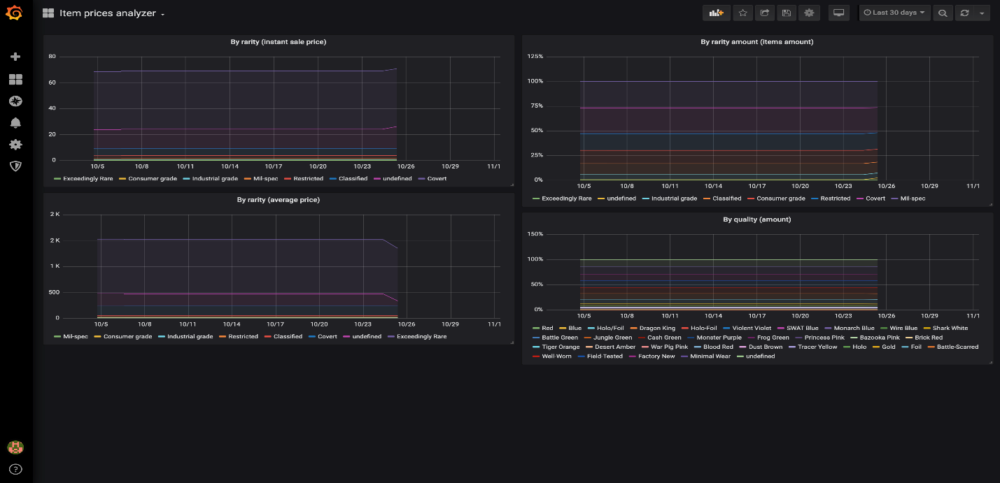 Item prices analyzer
Last 30 days
By rarity (instant sale price)
80
60
40
20
0
10/5 10/8 10/11 10/14 10/17 10/20 10/23 10/26 10/29 11/1
Exceedingly Rare Consumer grade Industrial grade Mil-spec Restricted Classified undefined Covert
By rarity (average price)
2 K
2 K
1 K
500
0
10/5 10/8 10/11 10/14 10/17 10/20 10/23 10/26 10/29 11/1
Mil-spec Consumer grade Industrial grade Restricted Classified Covert undefined Exceedingly Rare
By rarity amount (items amount)
125%
100%
75%
50%
25%
0%
10/5 10/8 10/11 10/14 10/17 10/20 10/23 10/26 10/29 11/1
Exceedingly Rare undefined Industrial grade Classified Consumer grade Restricted Covert Mil-spec
By quality (amount)
150%
100%
50%
0%
10/5 10/8 10/11 10/14 10/17 10/20 10/23 10/26 10/29 11/1
Red Blue Holo/Foil Dragon King Holo-Foil Violent Violet SWAT Blue Monarch Blue Wire Blue Shark White
Battle Green Jungle Green Cash Green Monster Purple Frog Green Princess Pink Bazooka Pink Brick Red
Tiger Orange Desert Amber War Pig Pink Blood Red Dust Brown Tracer Yellow Holo Gold Foil Battle-Scarred
Well-Worn Field-Tested Factory New Minimal Wear undefined
?